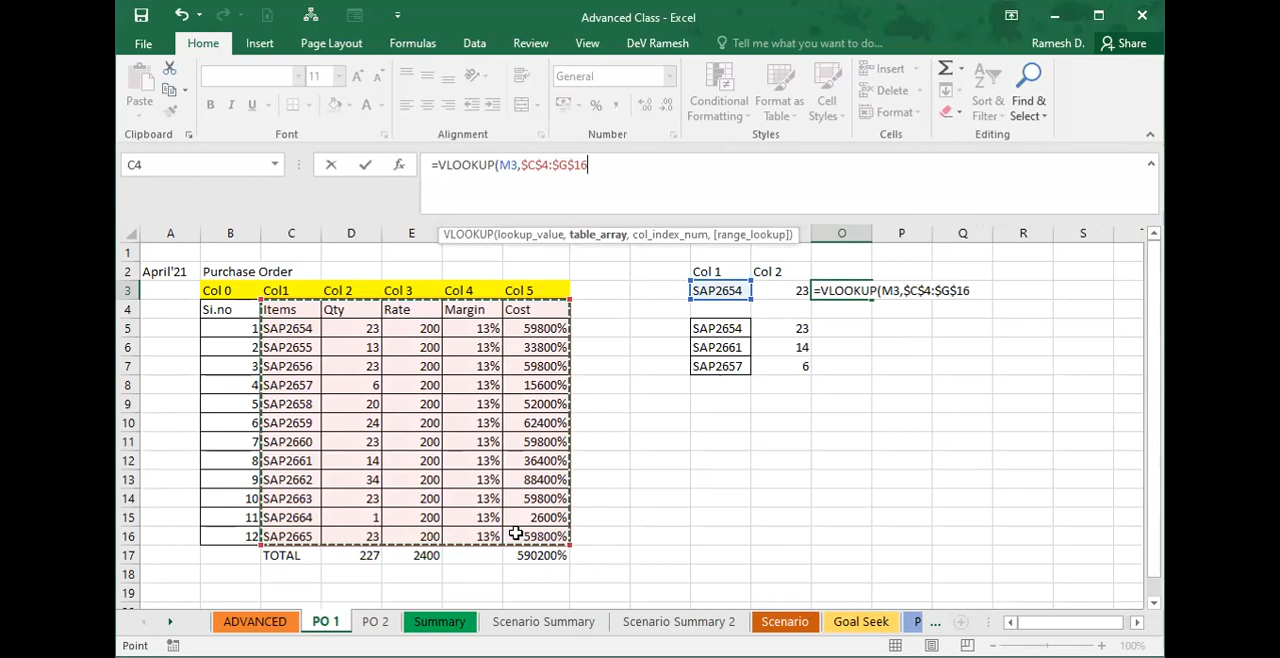 Advanced Class - Excel
File Home Insert Page Layout Formulas Data Review View DeV Ramesh Tell me what you want to do... Ramesh D. Share
11 General Insert
Paste B I U % Conditional Formatting Format as Table Cell Styles Delete Sort & Filter Find & Select
Format
Clipboard Font Alignment Number Styles Cells Editing
C4 fx =VLOOKUP(M3,$C$4:$G$16
VLOOKUP(lookup_value, table_array, col_index_num, [range_lookup])
A B C D E O P Q R S
1
2 April'21 Purchase Order Col 1 Col 2
3 Col 0 Col1 Col 2 Col 3 Col 4 Col 5 SAP2654 23 =VLOOKUP(M3,$C$4:$G$16
4 Si.no Items Qty Rate Margin Cost
5 1 SAP2654 23 200 13% 59800% SAP2654 23
6 2 SAP2655 13 200 13% 33800% SAP2661 14
7 3 SAP2656 23 200 13% 59800% SAP2657 6
8 4 SAP2657 6 200 13% 15600%
9 5 SAP2658 20 200 13% 52000%
10 6 SAP2659 24 200 13% 62400%
11 7 SAP2660 23 200 13% 59800%
12 8 SAP2661 14 200 13% 36400%
13 9 SAP2662 34 200 13% 88400%
14 10 SAP2663 23 200 13% 59800%
15 11 SAP2664 1 200 13% 2600%
16 12 SAP2665 23 200 13% 59800%
17 TOTAL 227 2400 590200%
18
19
ADVANCED PO 1 PO 2 Summary Scenario Summary Scenario Summary 2 Scenario Goal Seek P ...
Point 100%